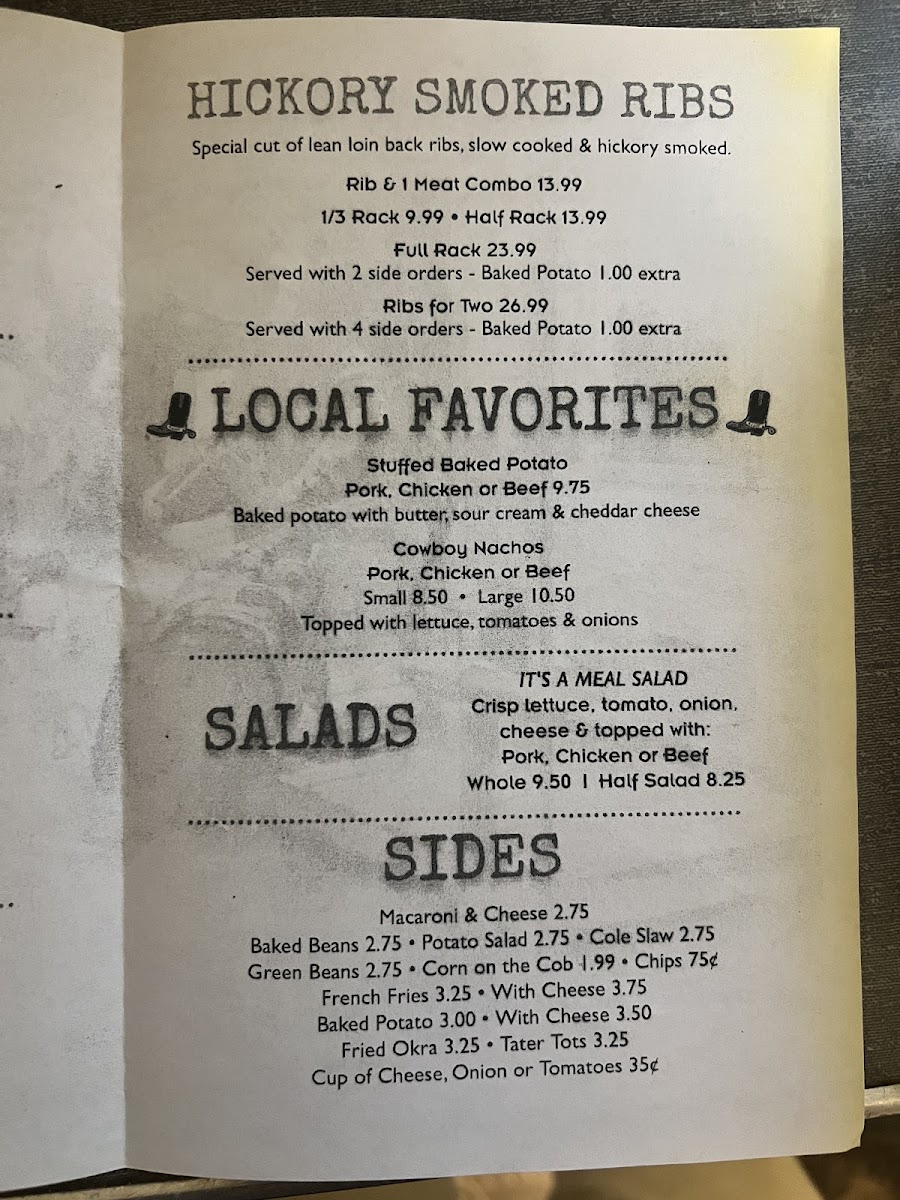 HICKORY SMOKED RIBS
Special cut of lean loin back ribs, slow cooked & hickory smoked.
Rib & 1 Meat Combo 13.99
1/3 Rack 9.99 • Half Rack 13.99
Full Rack 23.99
Served with 2 side orders - Baked Potato 1.00 extra
Ribs for Two 26.99
Served with 4 side orders - Baked Potato 1.00 extra
LOCAL FAVORITES
Stuffed Baked Potato
Pork, Chicken or Beef 9.75
Baked potato with butter, sour cream & cheddar cheese
Cowboy Nachos
Pork, Chicken or Beef
Small 8.50 • Large 10.50
Topped with lettuce, tomatoes & onions
SALADS
IT'S A MEAL SALAD
Crisp lettuce, tomato, onion,
cheese & topped with:
Pork, Chicken or Beef
Whole 9.50 | Half Salad 8.25
SIDES
Macaroni & Cheese 2.75
Baked Beans 2.75 • Potato Salad 2.75 • Cole Slaw 2.75
Green Beans 2.75 • Corn on the Cob 1.99 • Chips 75¢
French Fries 3.25 • With Cheese 3.75
Baked Potato 3.00 • With Cheese 3.50
Fried Okra 3.25 • Tater Tots 3.25
Cup of Cheese, Onion or Tomatoes 35¢